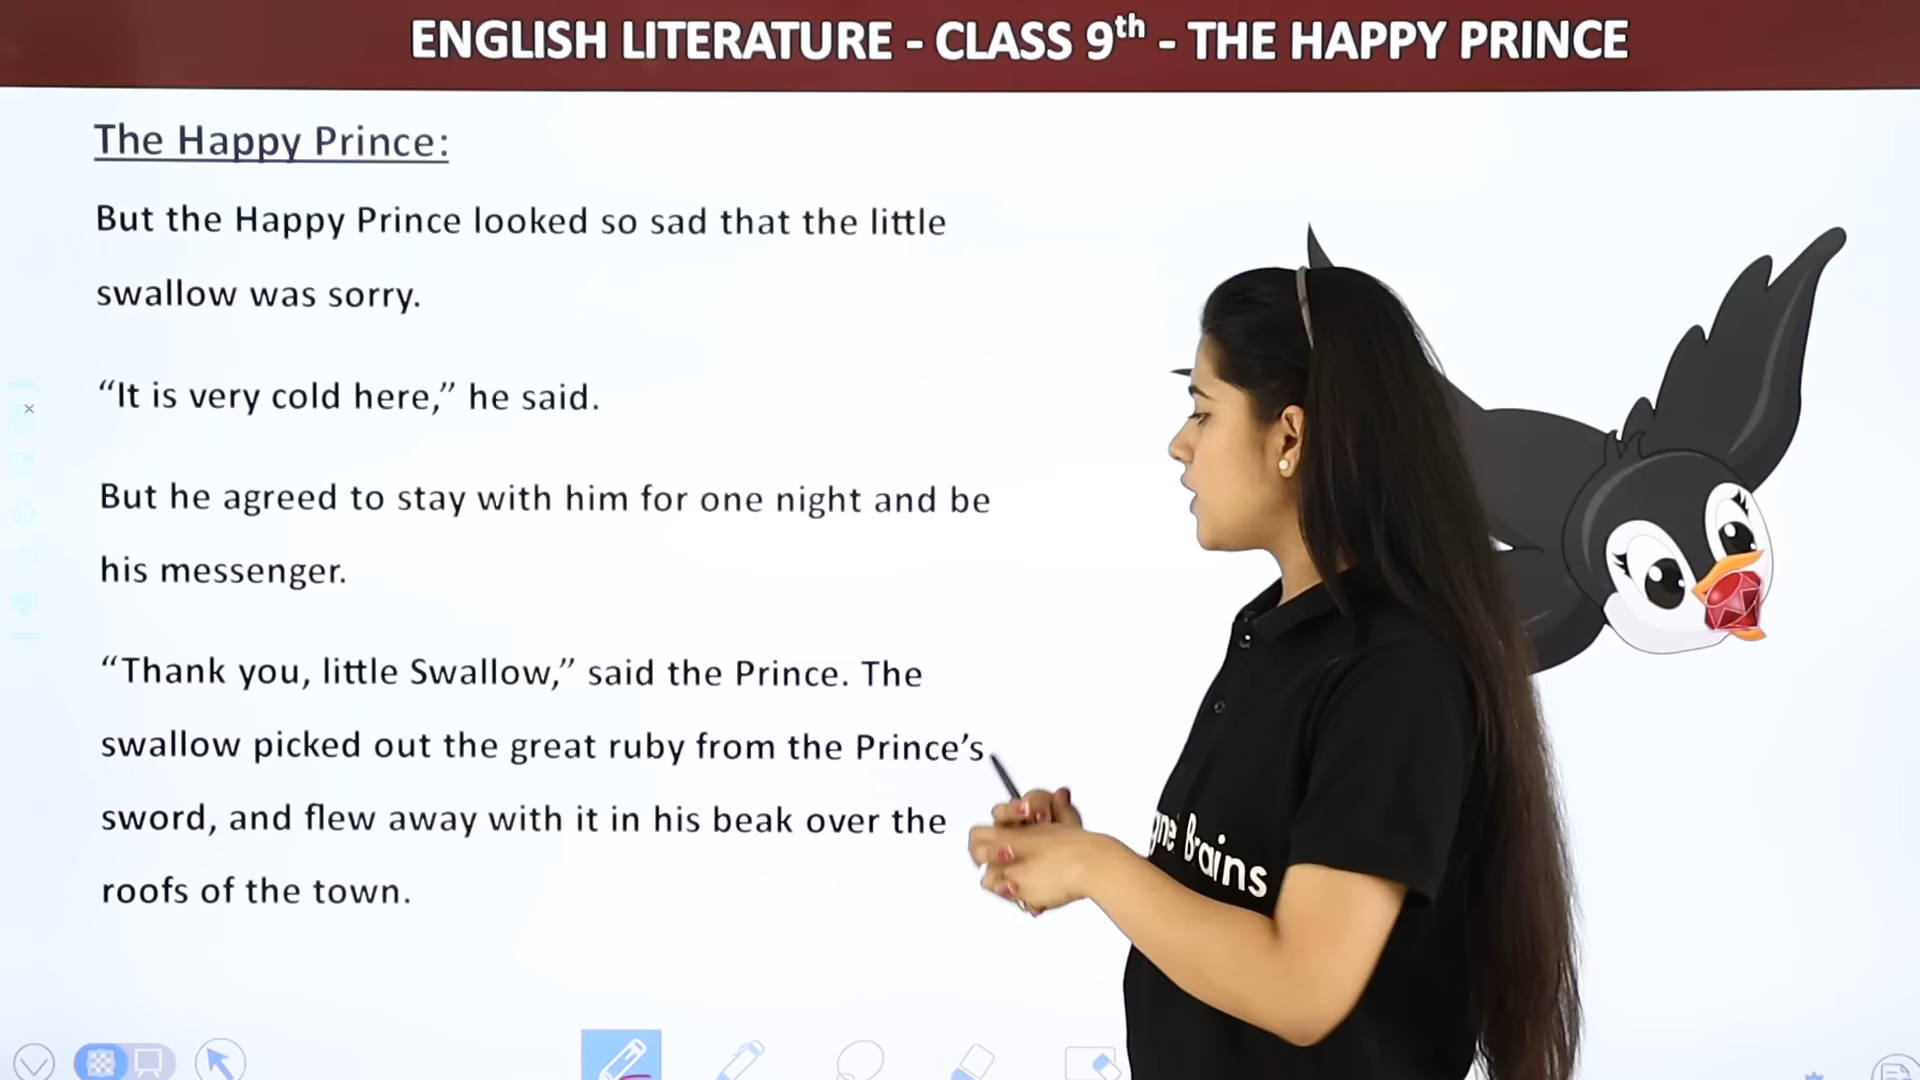 ENGLISH LITERATURE - CLASS 9th - THE HAPPY PRINCE
The Happy Prince:
But the Happy Prince looked so sad that the little
swallow was sorry.
“It is very cold here,” he said.
But he agreed to stay with him for one night and be
his messenger.
“Thank you, little Swallow,” said the Prince. The
swallow picked out the great ruby from the Prince’s
sword, and flew away with it in his beak over the
roofs of the town.
Brains